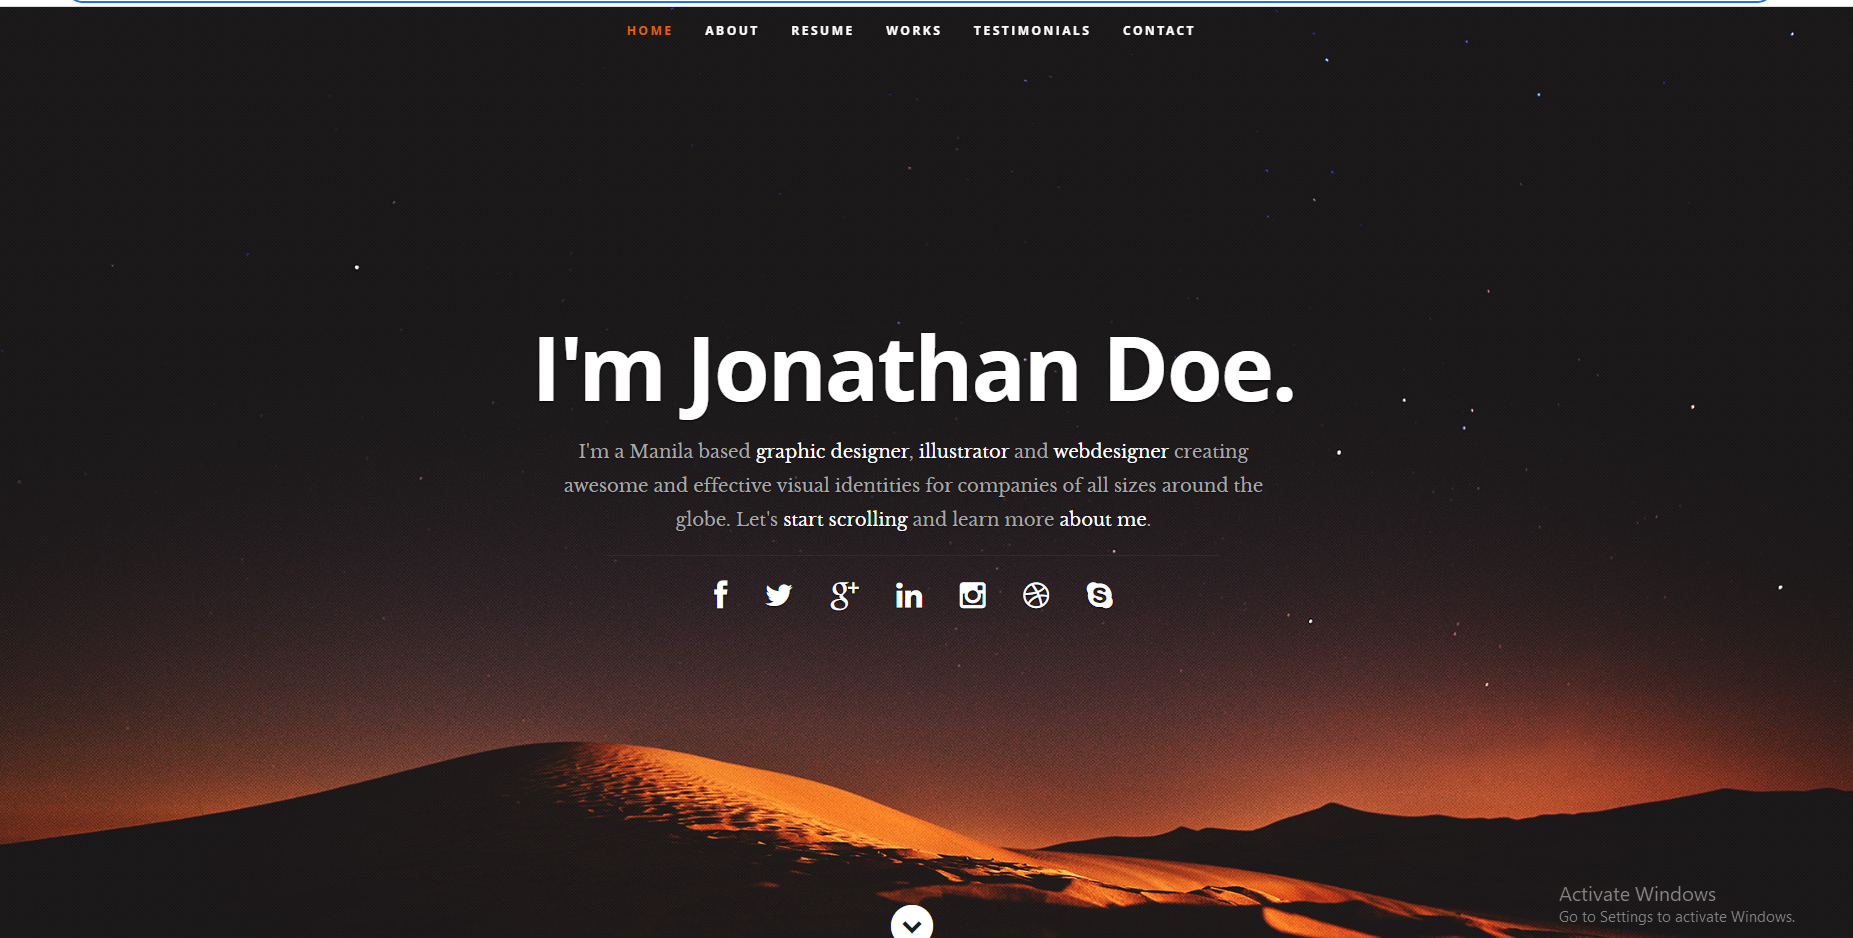 HOME ABOUT RESUME WORKS TESTIMONIALS CONTACT
I'm Jonathan Doe.
I'm a Manila based graphic designer, illustrator and webdesigner creating
awesome and effective visual identities for companies of all sizes around the
globe. Let's start scrolling and learn more about me.
Activate Windows
Go to Settings to activate Windows.